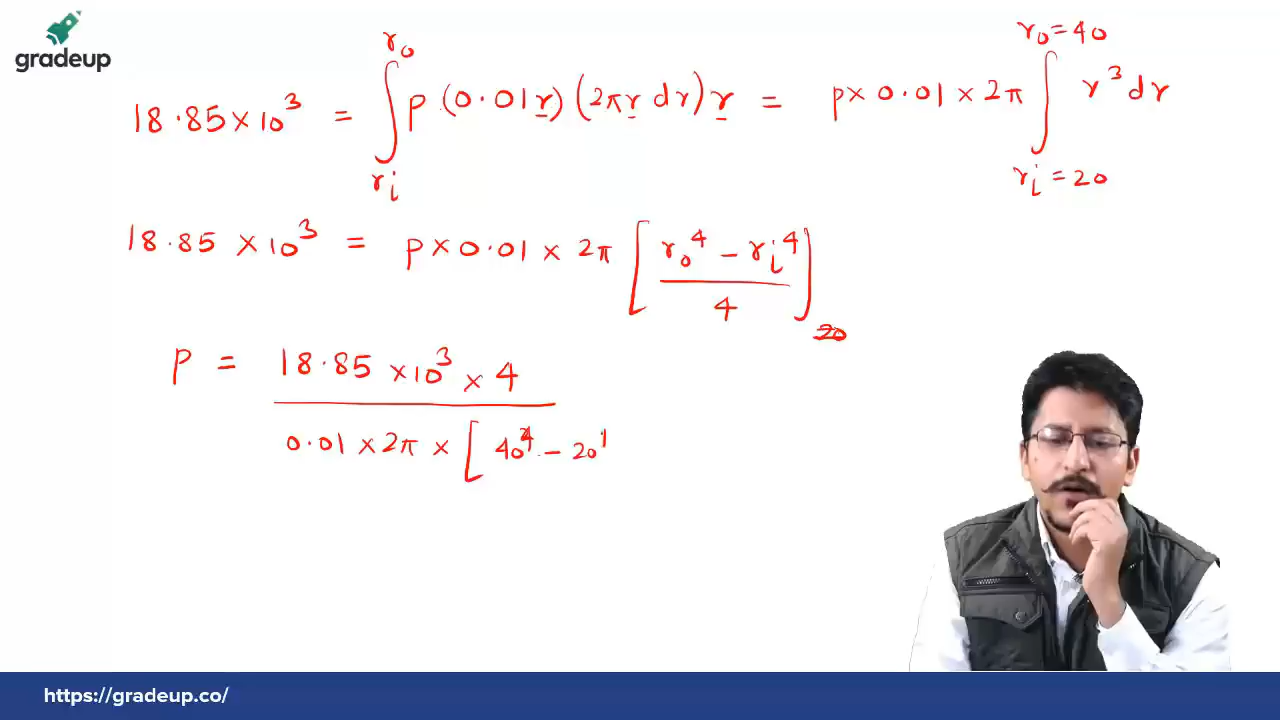 gradeup
18.85 × 10³ = ∫_{rᵢ}^{r₀} p (0.01r) (2πr dr) r = p × 0.01 × 2π ∫_{rᵢ=20}^{r₀=40} r³ dr
18.85 × 10³ = p × 0.01 × 2π [ (r₀⁴ − rᵢ⁴) / 4 ]
p = (18.85 × 10³ × 4) / (0.01 × 2π × [ 40⁴ − 20
https://gradeup.co/